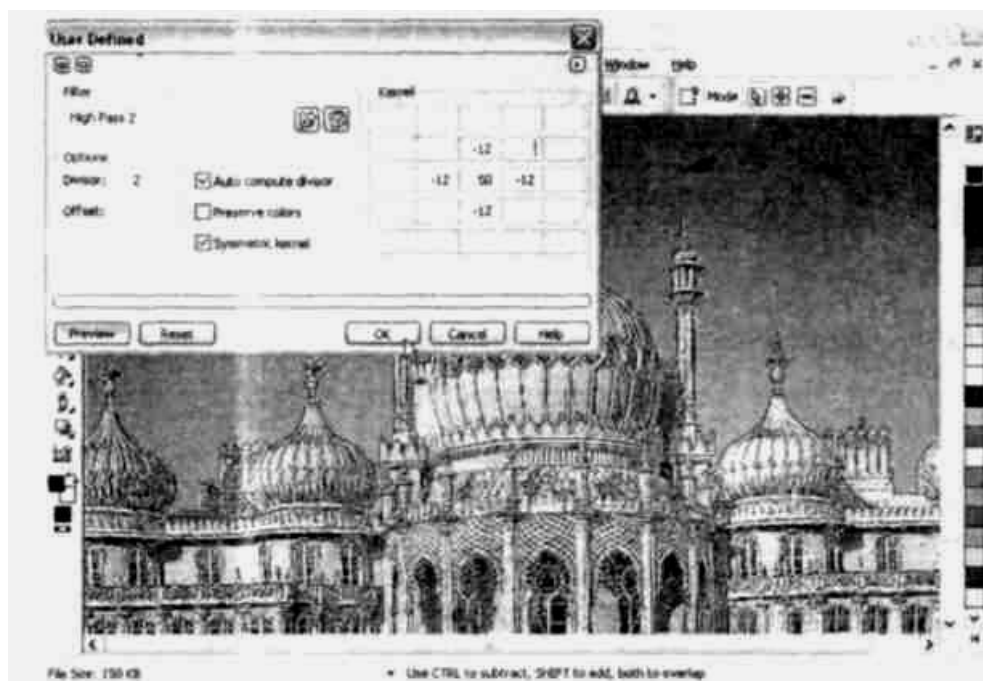 User Defined
Window Help
Filter
Kernel
High Pass 2
Mode
Options
-12
Divisor: 2
Auto compute divisor
-12 50 -12
Offset:
Preserve colors
-12
Symmetric kernel
Preview Reset OK Cancel Help
File Size: 150 KB
Use CTRL to subtract, SHIFT to add, both to overlap